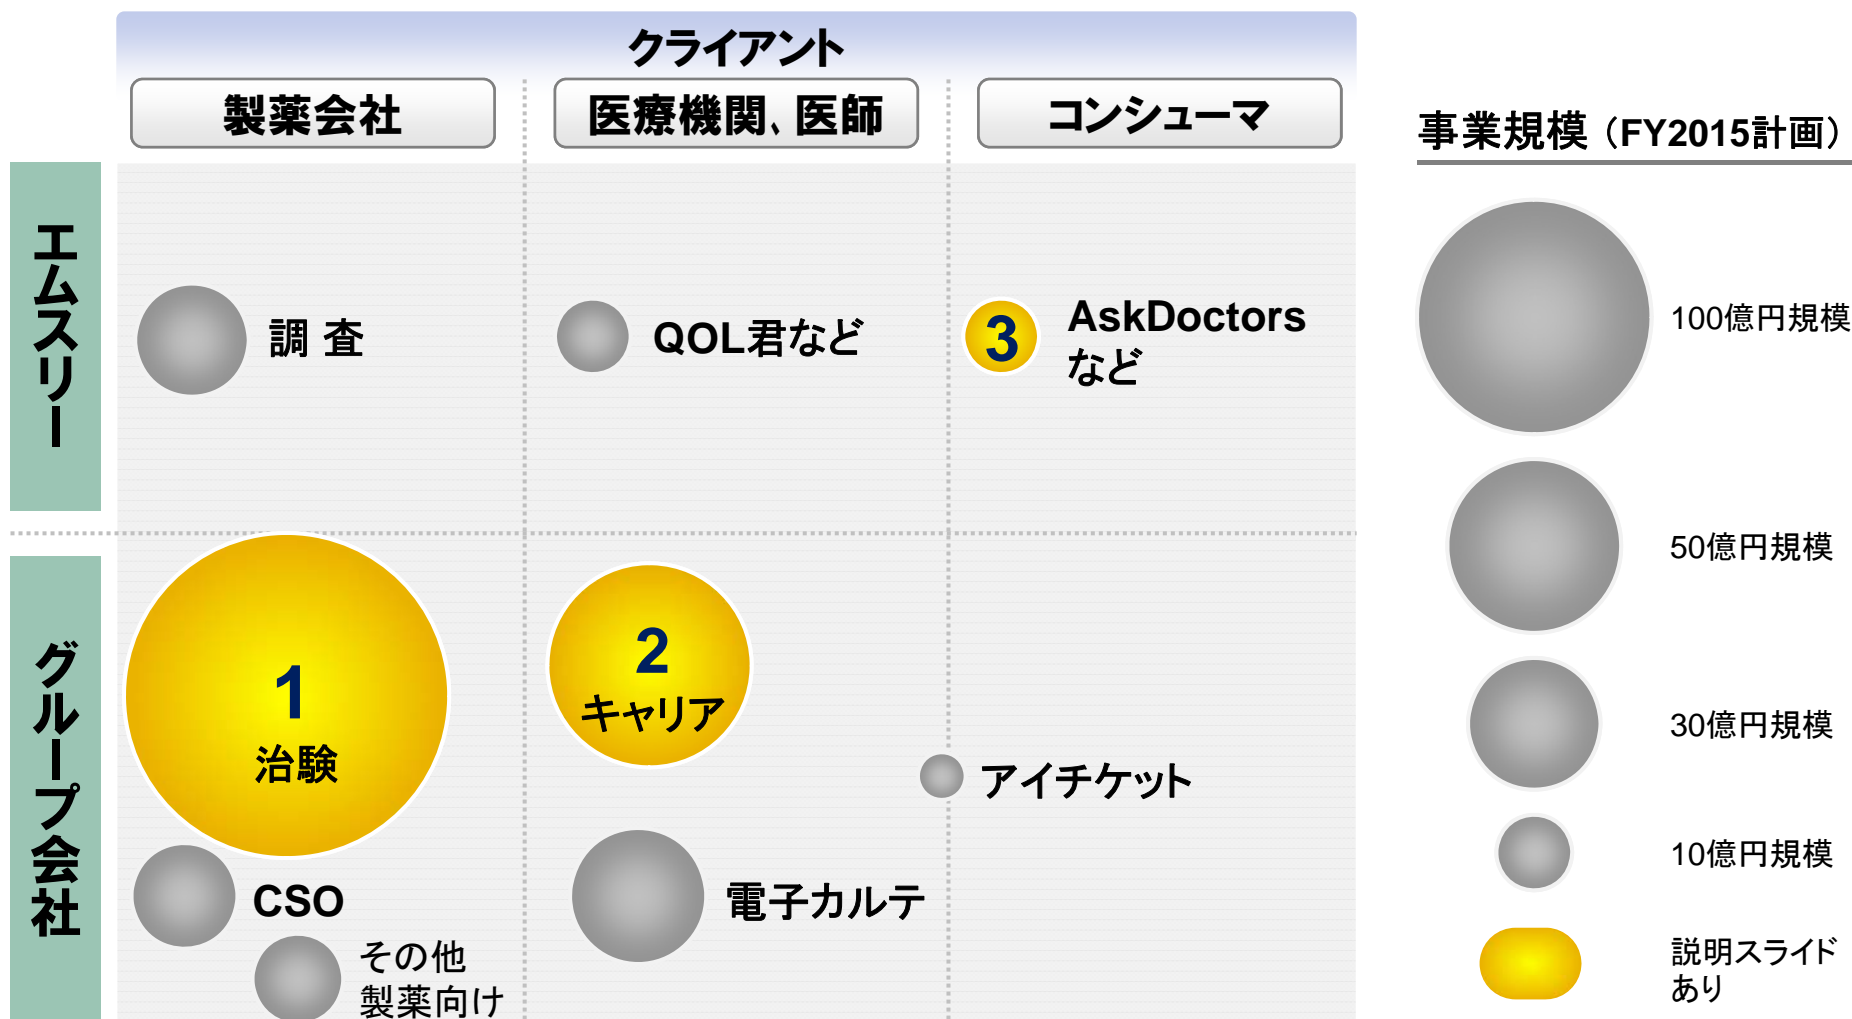 クライアント
製薬会社
医療機関、医師
コンシューマ
事業規模（FY2015計画）
エムスリー
調 査
QOL君など
3
AskDoctors
など
100億円規模
50億円規模
グループ会社
1
治験
2
キャリア
アイチケット
30億円規模
CSO
電子カルテ
10億円規模
その他
製薬向け
説明スライド
あり